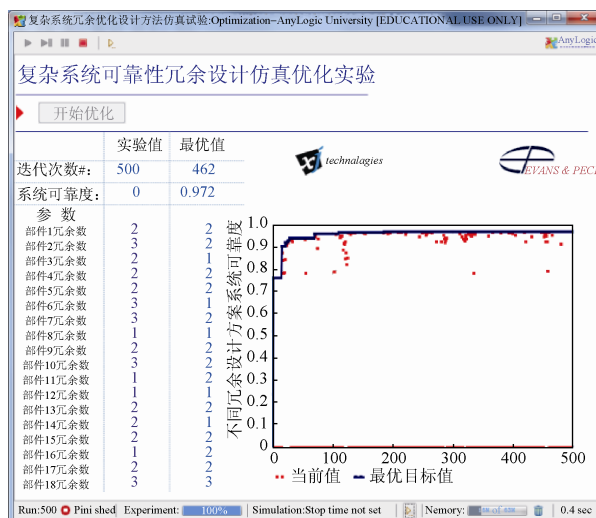 复杂系统冗余优化设计方法仿真试验:Optimization-AnyLogic University [EDUCATIONAL USE ONLY]
AnyLogic
复杂系统可靠性冗余设计仿真优化实验
开始优化
实验值 最优值
迭代次数#: 500 462
系统可靠度: 0 0.972
参 数
部件1冗余数 2 2
部件2冗余数 3 2
部件3冗余数 2 1
部件4冗余数 2 2
部件5冗余数 2 2
部件6冗余数 3 1
部件7冗余数 3 2
部件8冗余数 1 1
部件9冗余数 2 2
部件10冗余数 3 2
部件11冗余数 1 2
部件12冗余数 1 1
部件13冗余数 2 2
部件14冗余数 2 1
部件15冗余数 2 2
部件16冗余数 1 2
部件17冗余数 2 2
部件18冗余数 3 3
xj technalagies
EVANS & PECK
不同冗余设计方案系统可靠度
1.0
0.9
0.8
0.7
0.6
0.5
0.4
0.3
0.2
0.1
0
0 100 200 300 400 500
当前值 最优目标值
Run:500 Pini shed Experiment: 100% Simulation:Stop time not set Nemory: 0.4 sec